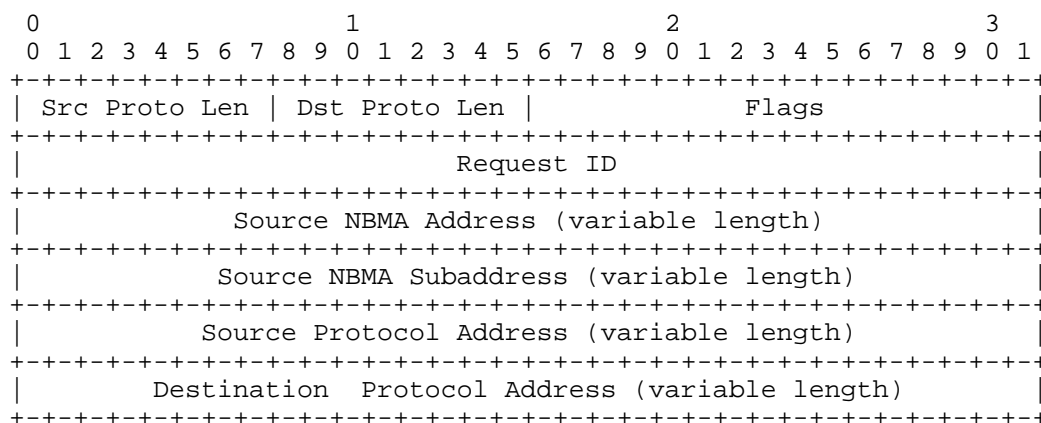 0                   1                   2                   3
 0 1 2 3 4 5 6 7 8 9 0 1 2 3 4 5 6 7 8 9 0 1 2 3 4 5 6 7 8 9 0 1
+-+-+-+-+-+-+-+-+-+-+-+-+-+-+-+-+-+-+-+-+-+-+-+-+-+-+-+-+-+-+-+-+
| Src Proto Len | Dst Proto Len |             Flags             |
+-+-+-+-+-+-+-+-+-+-+-+-+-+-+-+-+-+-+-+-+-+-+-+-+-+-+-+-+-+-+-+-+
|                           Request ID                          |
+-+-+-+-+-+-+-+-+-+-+-+-+-+-+-+-+-+-+-+-+-+-+-+-+-+-+-+-+-+-+-+-+
|             Source NBMA Address (variable length)             |
+-+-+-+-+-+-+-+-+-+-+-+-+-+-+-+-+-+-+-+-+-+-+-+-+-+-+-+-+-+-+-+-+
|            Source NBMA Subaddress (variable length)           |
+-+-+-+-+-+-+-+-+-+-+-+-+-+-+-+-+-+-+-+-+-+-+-+-+-+-+-+-+-+-+-+-+
|           Source Protocol Address (variable length)           |
+-+-+-+-+-+-+-+-+-+-+-+-+-+-+-+-+-+-+-+-+-+-+-+-+-+-+-+-+-+-+-+-+
|        Destination  Protocol Address (variable length)        |
+-+-+-+-+-+-+-+-+-+-+-+-+-+-+-+-+-+-+-+-+-+-+-+-+-+-+-+-+-+-+-+-+